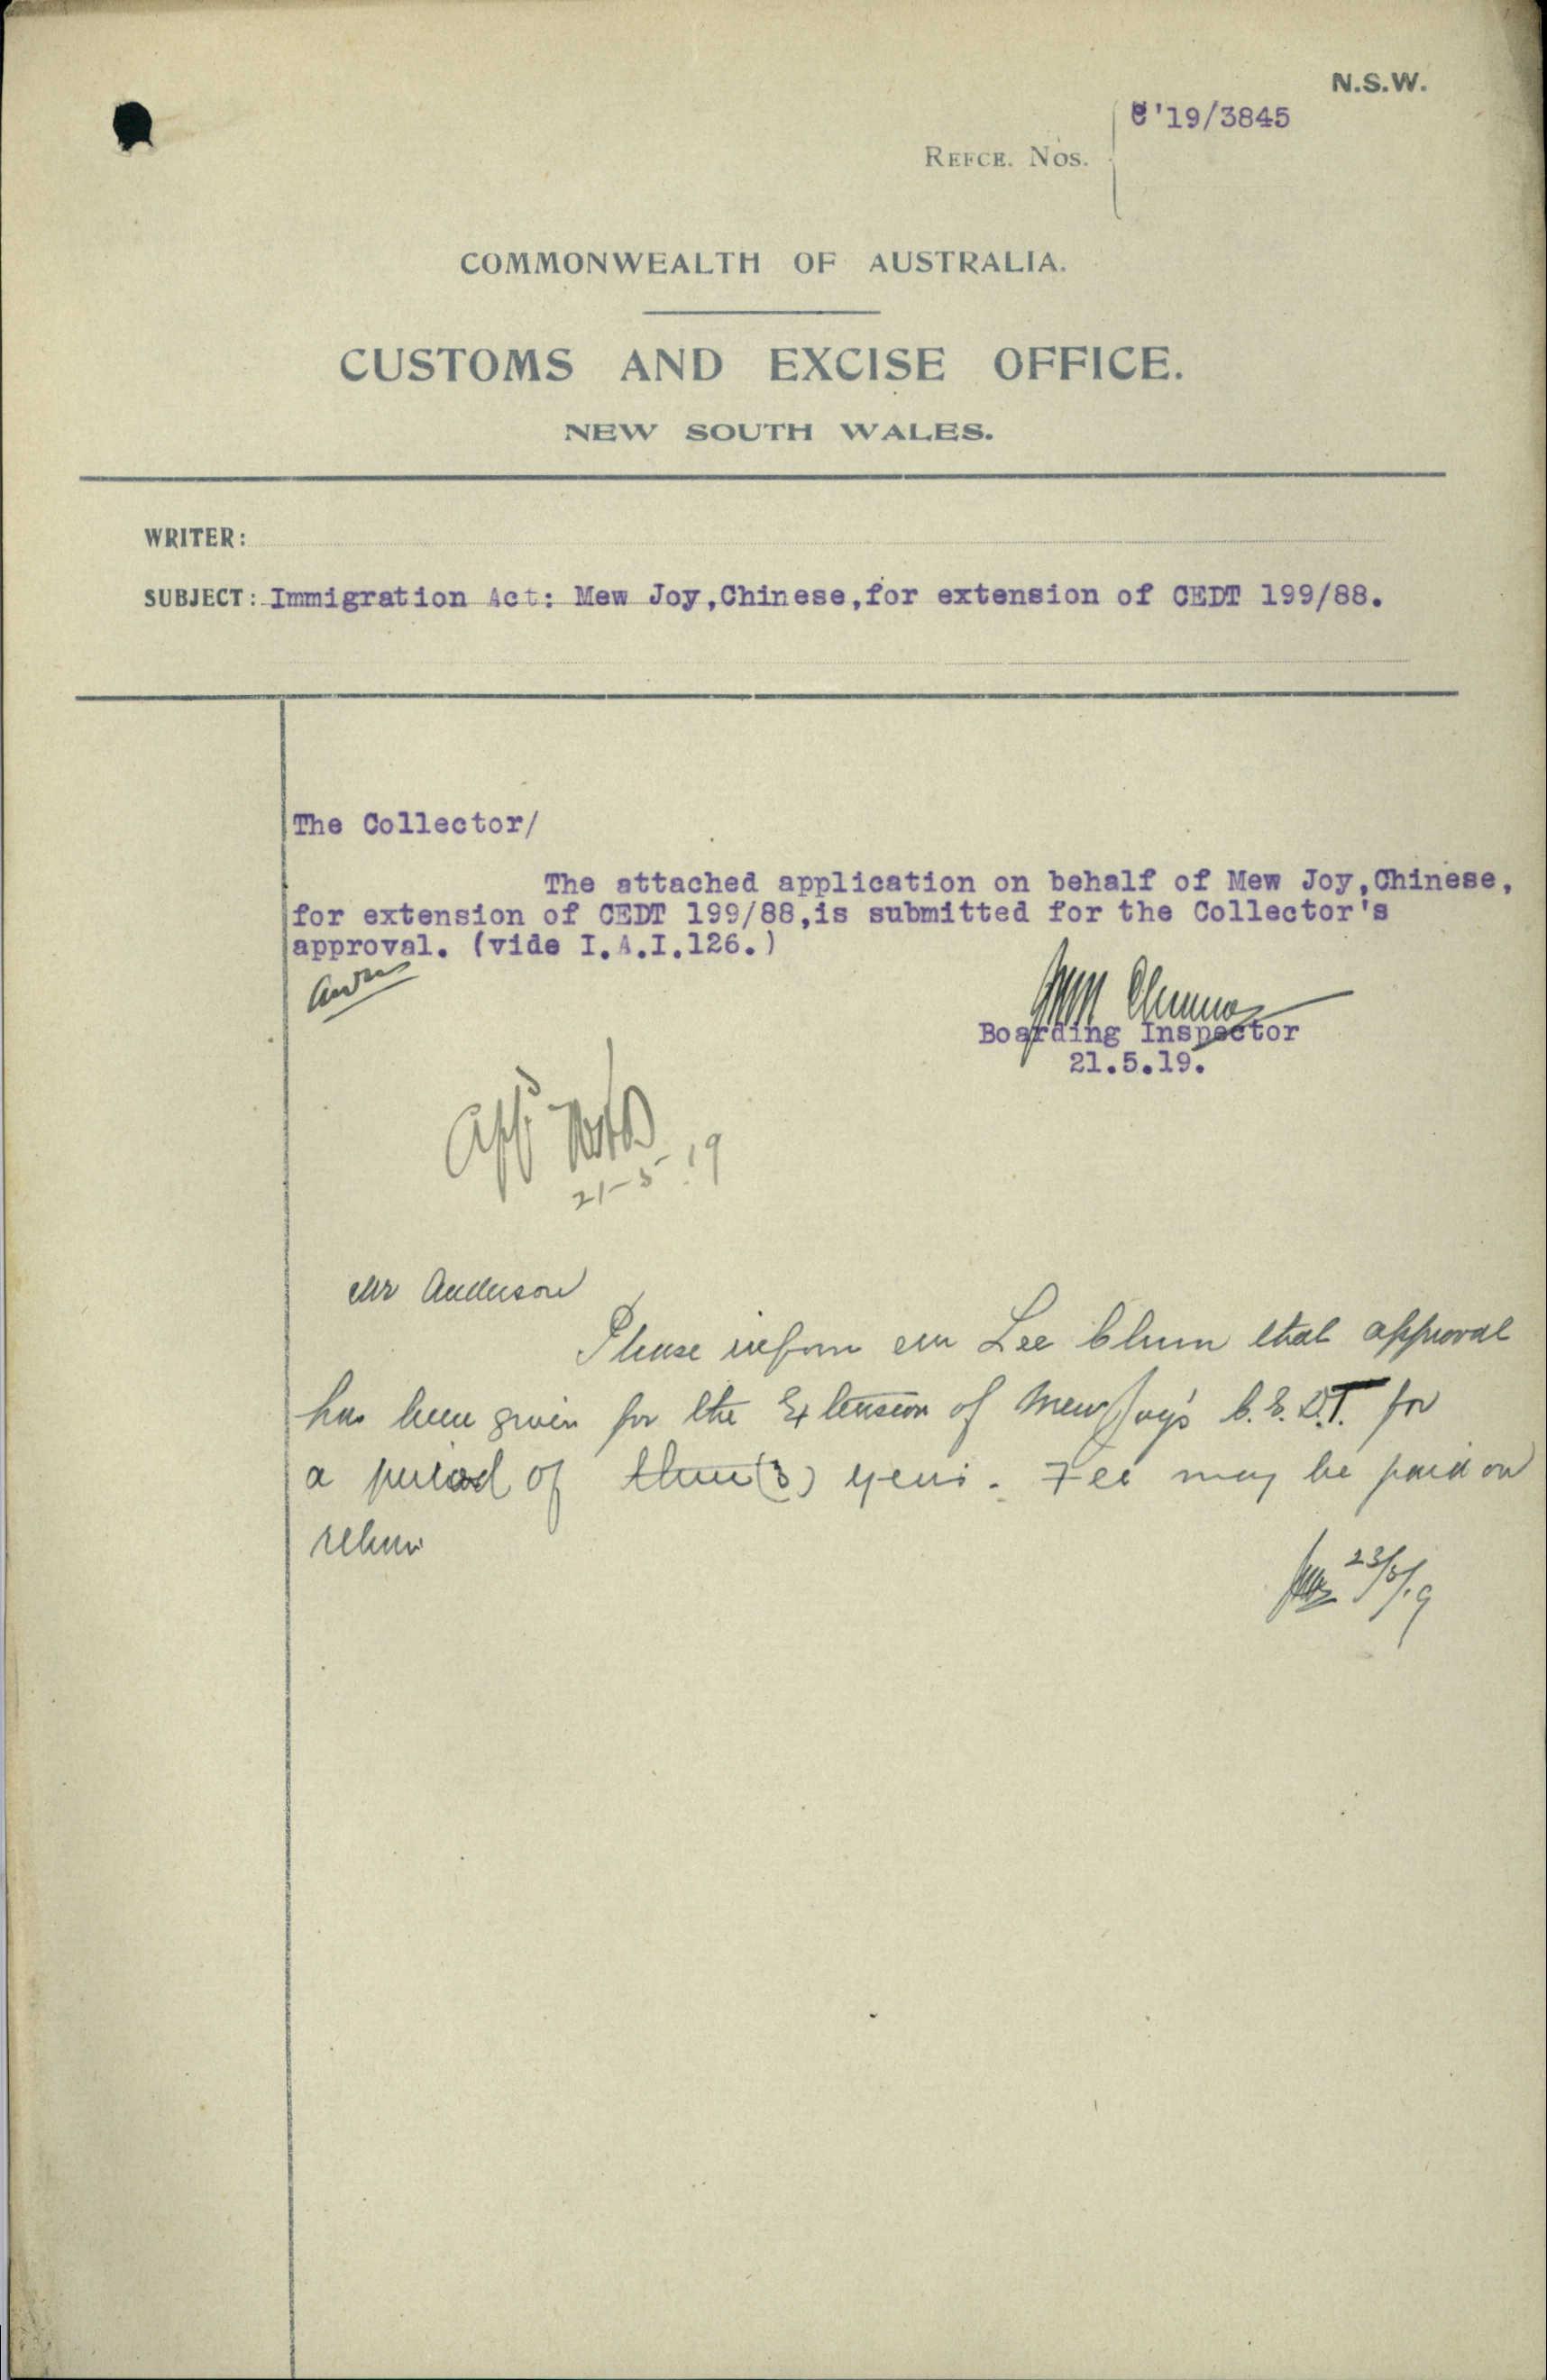 N.S.W.
C'19/3845
REFCE. NOS.
COMMONWEALTH OF AUSTRALIA.
CUSTOMS AND EXCISE OFFICE.
NEW SOUTH WALES.
WRITER:
SUBJECT: Immigration Act: Mew Joy,Chinese,for extension of CEDT 199/88.
The Collector/
The attached application on behalf of Mew Joy,Chinese,
for extension of CEDT 199/88,is submitted for the Collector's
approval. (vide I.A.I.126.)
Boarding Inspector
21.5.19.
21-5-19
Mr Anderson
Please inform Mr Lee Chum that approval
has been given for the Extension of Mew Joy's C.E.D.T. for
a period of three (3) years. Fee may be paid on
return
23/5/19